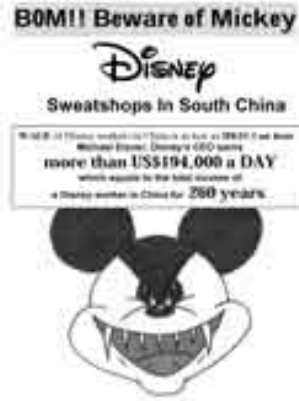 B0M!! Beware of Mickey
Disney
Sweatshops In South China
Michael Eisner, Disney's CEO earns
more than US$194,000 a DAY
which equals to the total income of
a Disney worker in China for 260 years